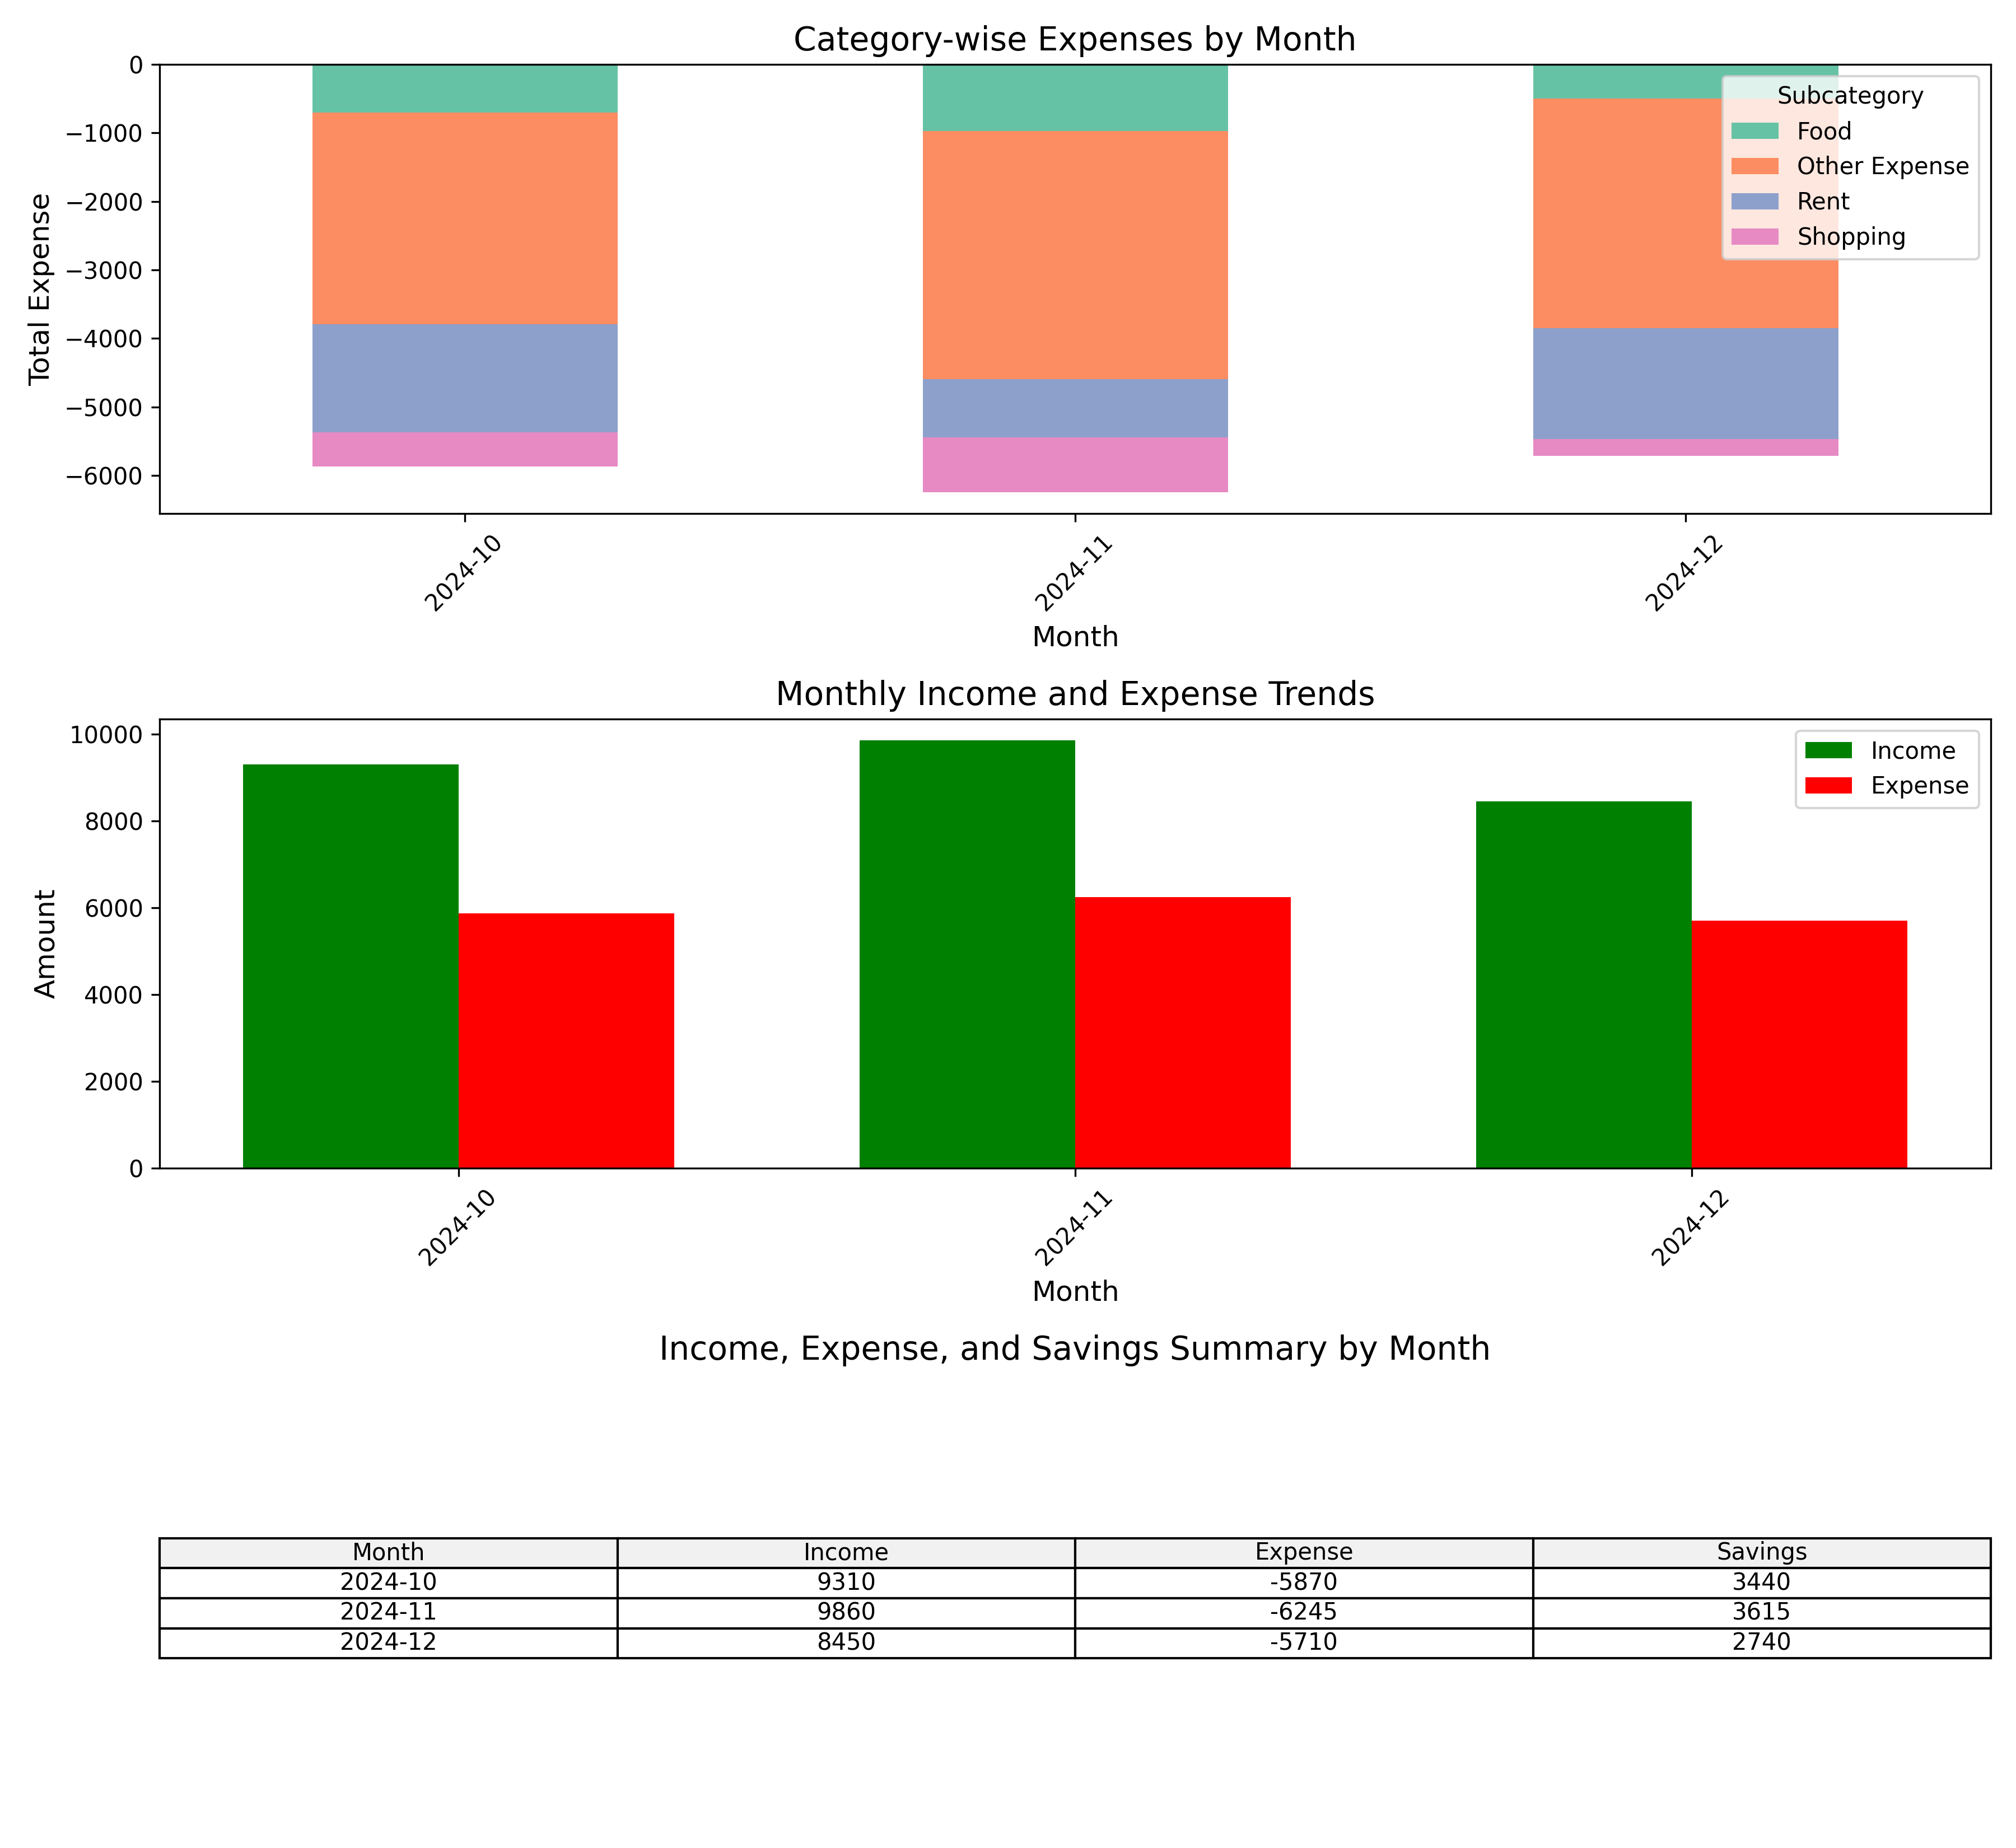 Category-wise Expenses by Month
Total Expense
0
−1000
−2000
−3000
−4000
−5000
−6000
Subcategory
Food
Other Expense
Rent
Shopping
2024-10
2024-11
2024-12
Month
Monthly Income and Expense Trends
Amount
10000
8000
6000
4000
2000
0
Income
Expense
2024-10
2024-11
2024-12
Month
Income, Expense, and Savings Summary by Month
Month Income Expense Savings
2024-10 9310 -5870 3440
2024-11 9860 -6245 3615
2024-12 8450 -5710 2740